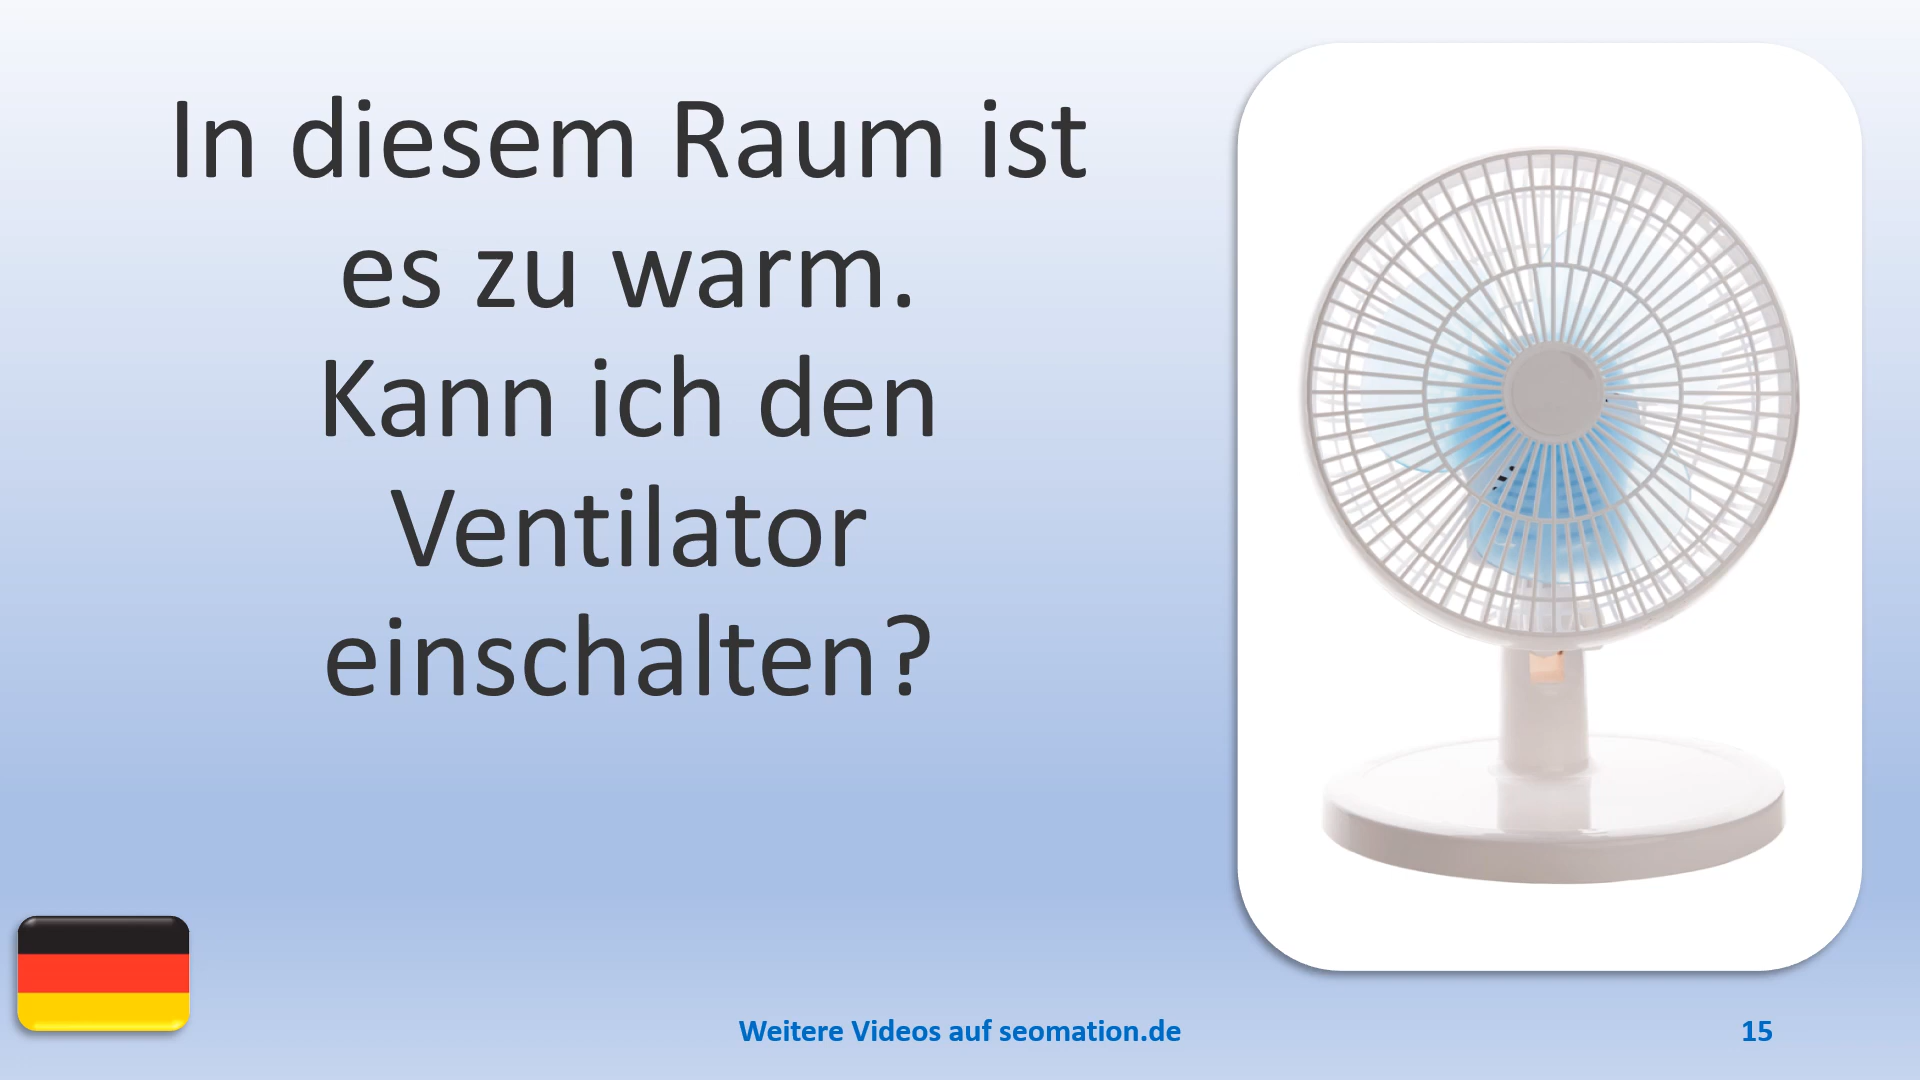 In diesem Raum ist
es zu warm.
Kann ich den
Ventilator
einschalten?
Weitere Videos auf seomation.de
15